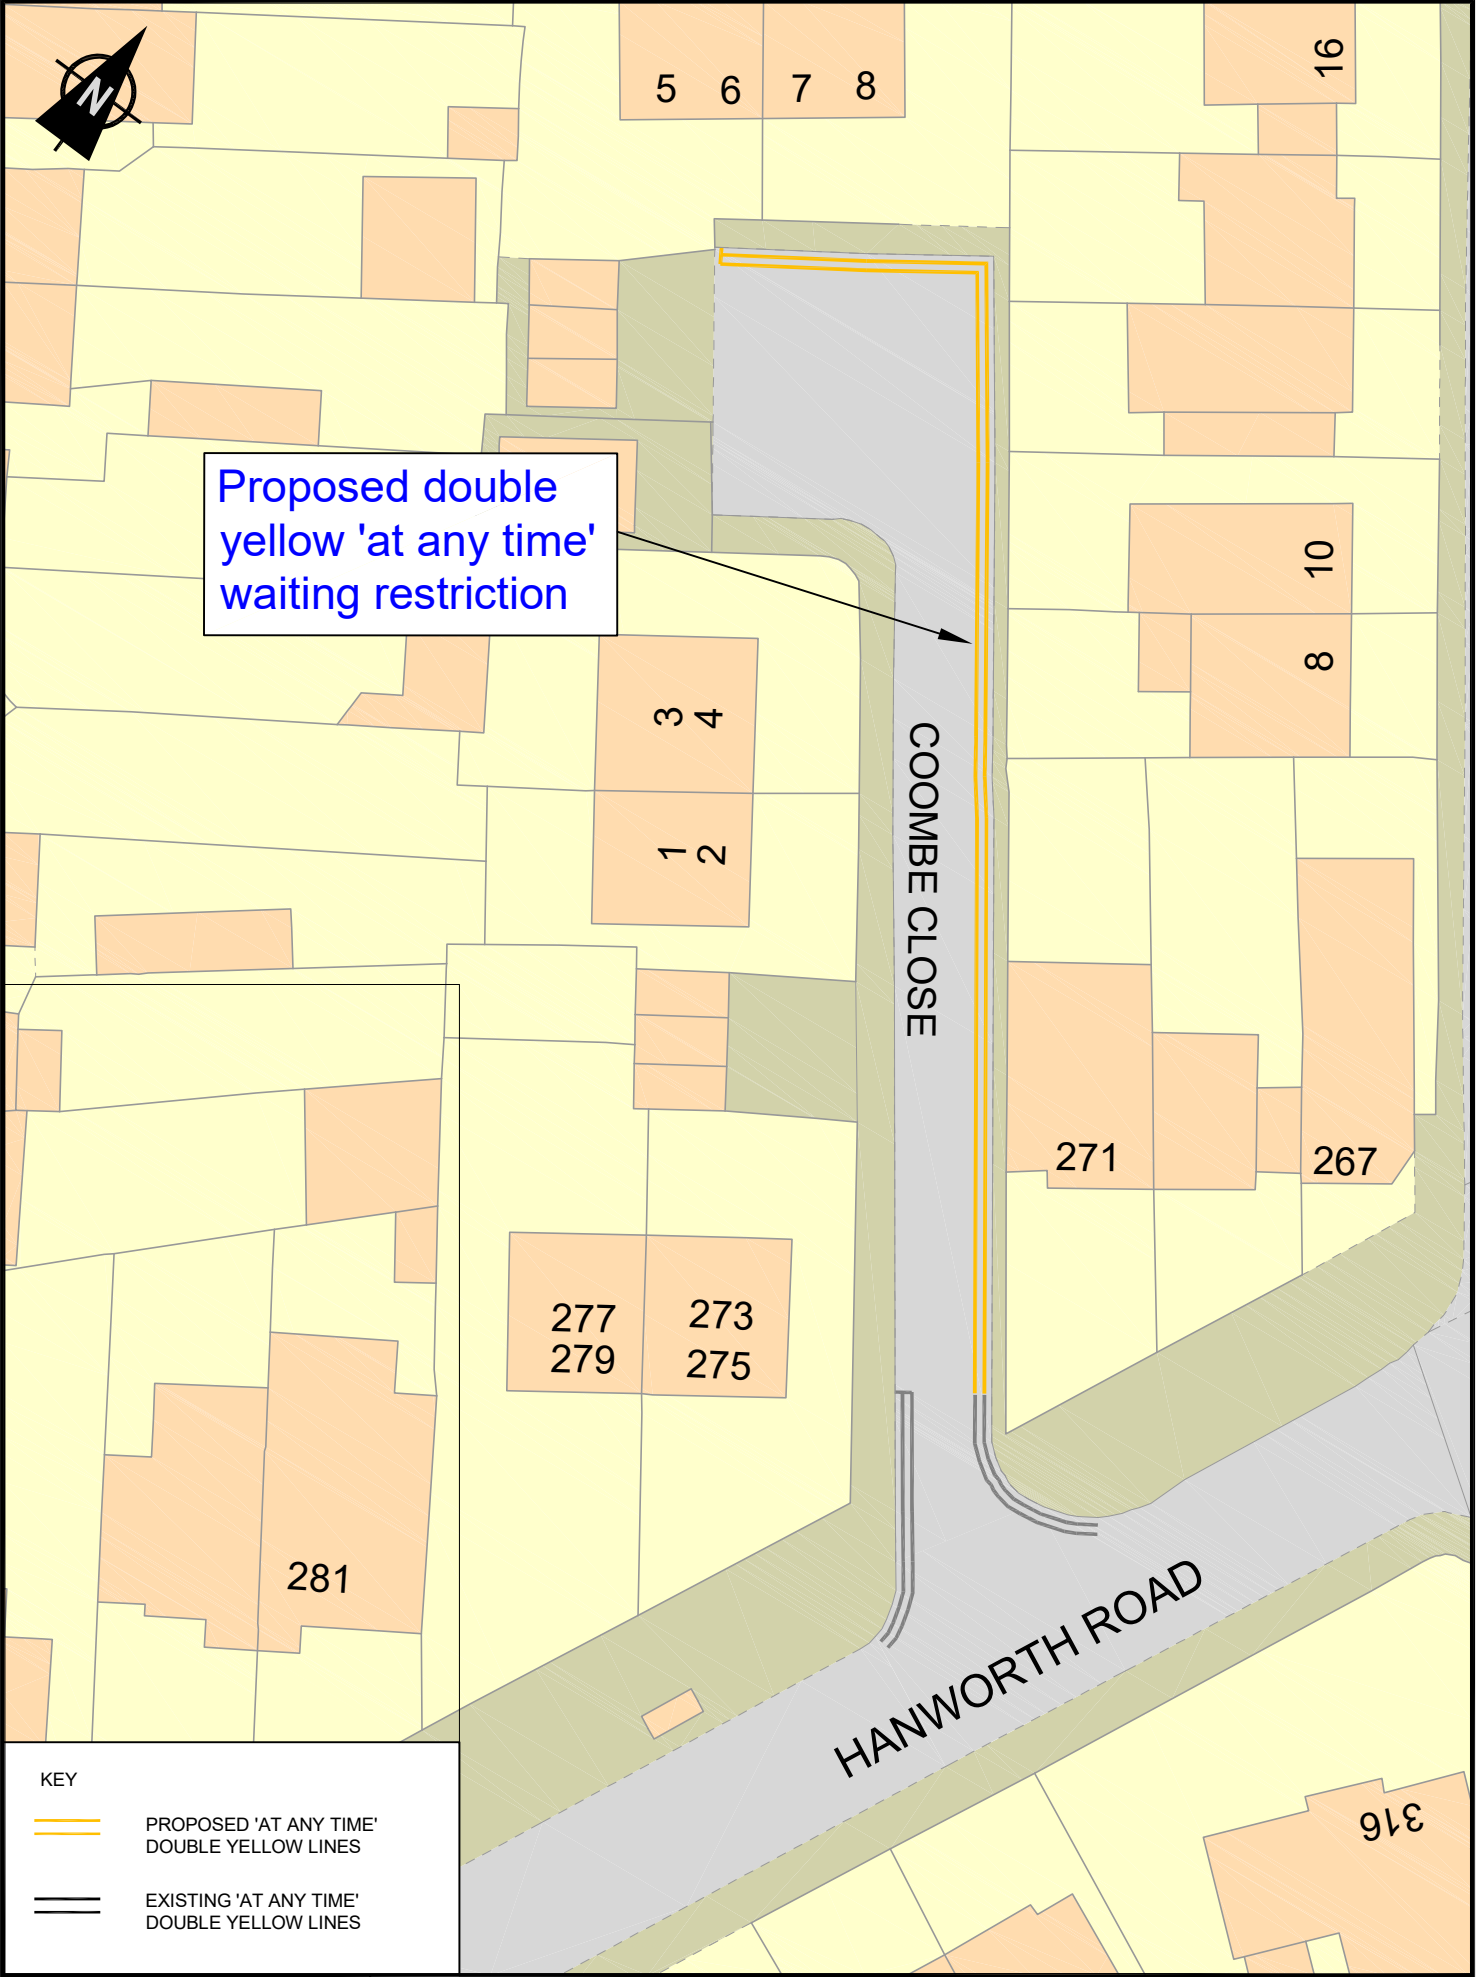 N
5 6 7 8
16
Proposed double
yellow 'at any time'
waiting restriction
10
8
3
4
1
2
COOMBE CLOSE
271
267
277
279
273
275
281
HANWORTH ROAD
316
KEY
PROPOSED 'AT ANY TIME'
DOUBLE YELLOW LINES
EXISTING 'AT ANY TIME'
DOUBLE YELLOW LINES